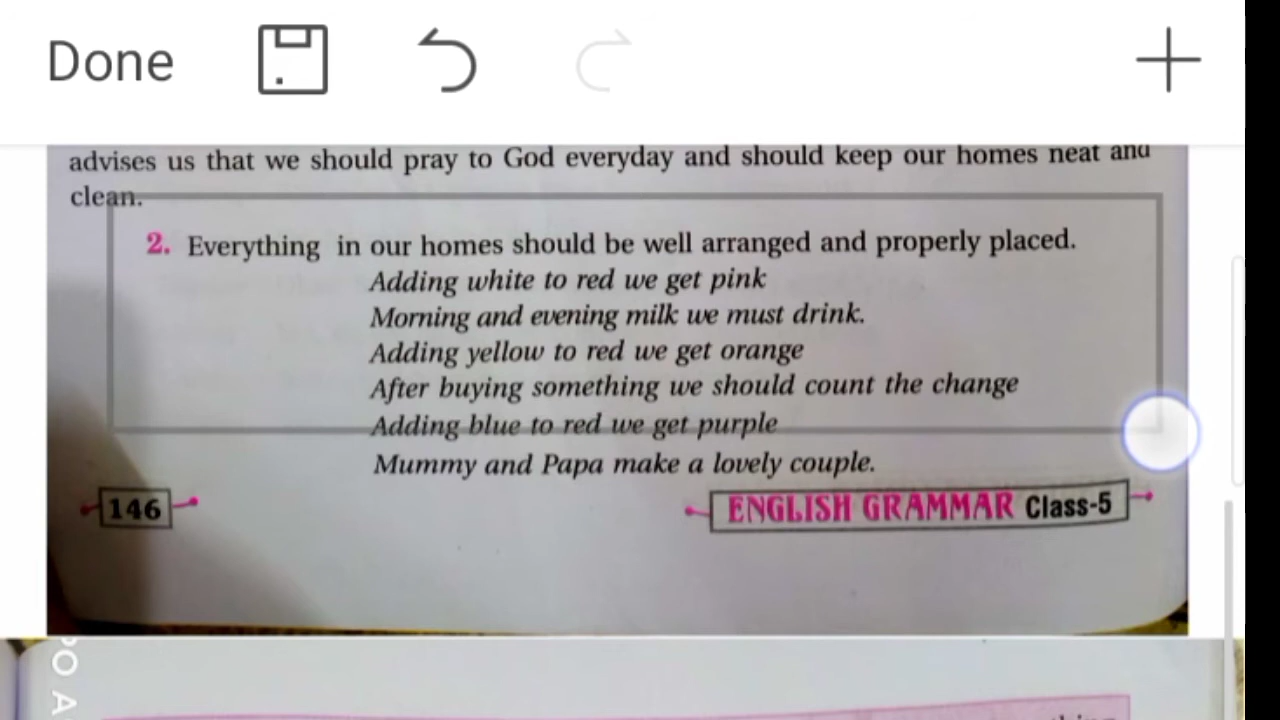 Done
advises us that we should pray to God everyday and should keep our homes neat and
clean.
2. Everything in our homes should be well arranged and properly placed.
Adding white to red we get pink
Morning and evening milk we must drink.
Adding yellow to red we get orange
After buying something we should count the change
Adding blue to red we get purple
Mummy and Papa make a lovely couple.
146
ENGLISH GRAMMAR Class-5